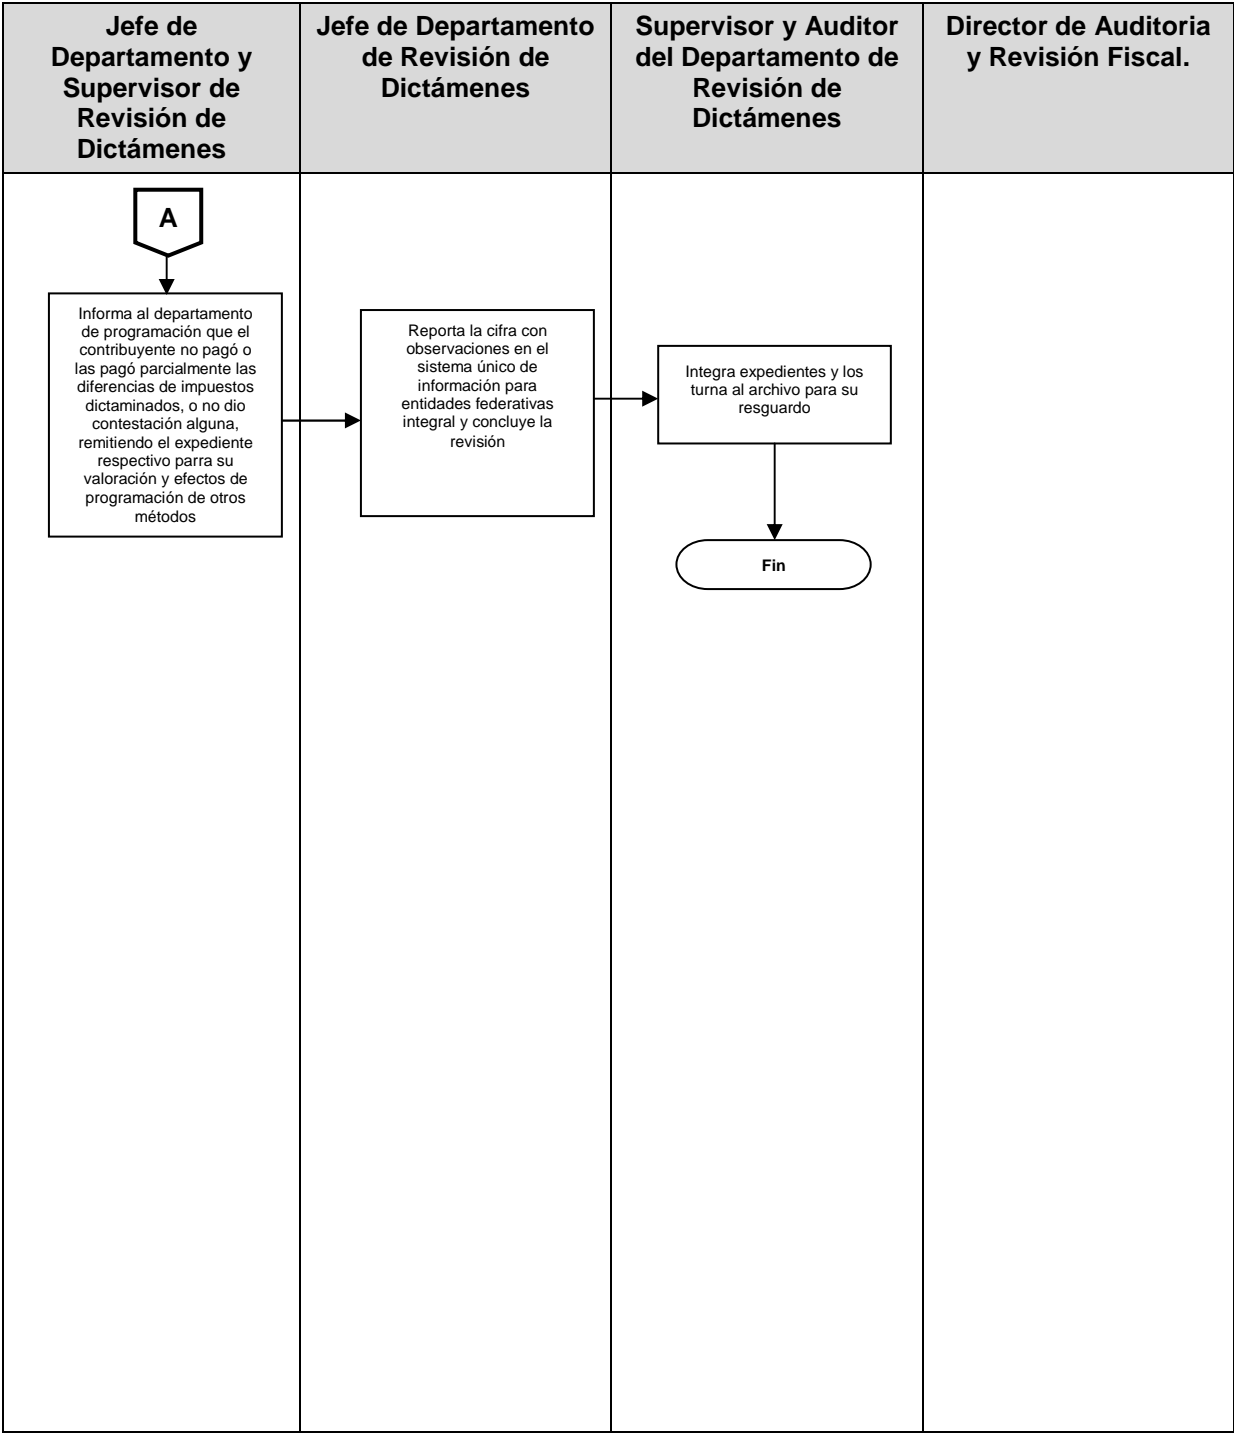 Jefe de
Departamento y
Supervisor de
Revisión de
Dictámenes
Jefe de Departamento
de Revisión de
Dictámenes
Supervisor y Auditor
del Departamento de
Revisión de
Dictámenes
Director de Auditoria
y Revisión Fiscal.
A
Informa al departamento
de programación que el
contribuyente no pagó o
las pagó parcialmente las
diferencias de impuestos
dictaminados, o no dio
contestación alguna,
remitiendo el expediente
respectivo parra su
valoración y efectos de
programación de otros
métodos
Reporta la cifra con
observaciones en el
sistema único de
información para
entidades federativas
integral y concluye la
revisión
Integra expedientes y los
turna al archivo para su
resguardo
Fin